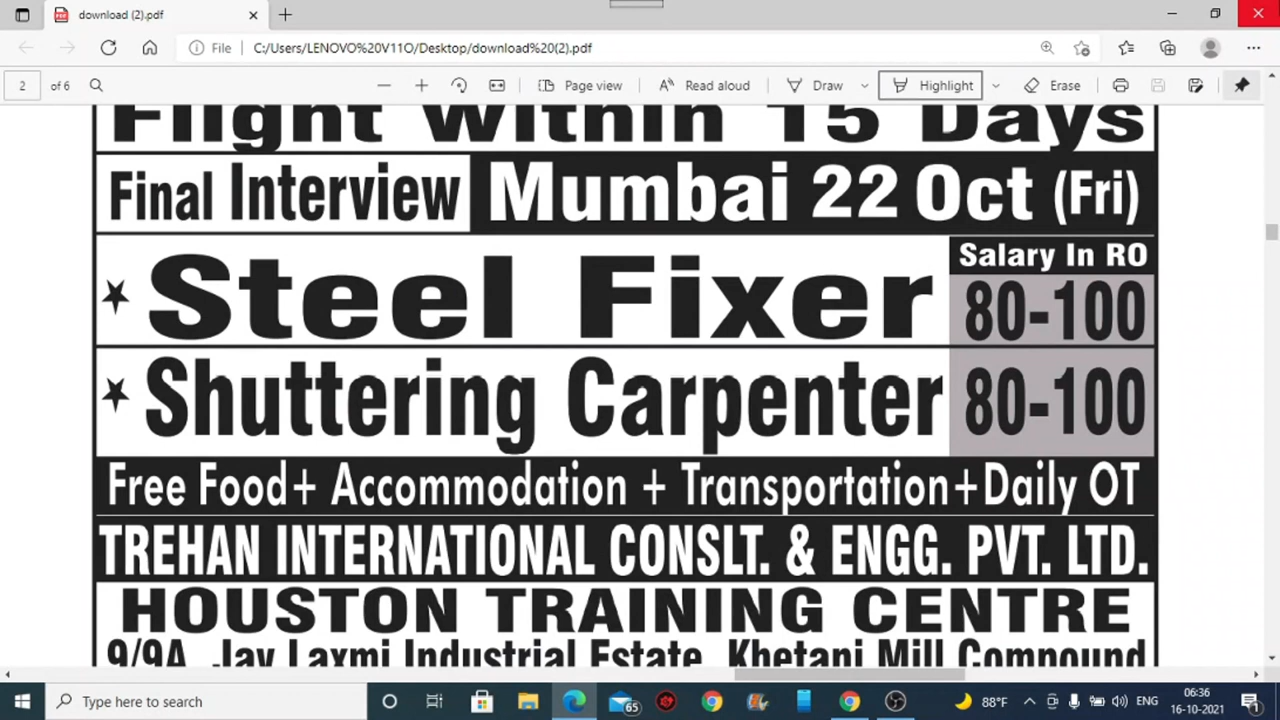 download (2).pdf
File C:/Users/LENOVO%20V11O/Desktop/download%20(2).pdf
2 of 6 Page view Read aloud Draw Highlight Erase
Flight Within 15 Days
Final Interview Mumbai 22 Oct (Fri)
Salary In RO
★ Steel Fixer 80-100
★ Shuttering Carpenter 80-100
Free Food+ Accommodation + Transportation+Daily OT
TREHAN INTERNATIONAL CONSLT. & ENGG. PVT. LTD.
HOUSTON TRAINING CENTRE
9/9A, Jay Laxmi Industrial Estate, Khetani Mill Compound
Type here to search 65 88°F ENG 06:36
16-10-2021 1